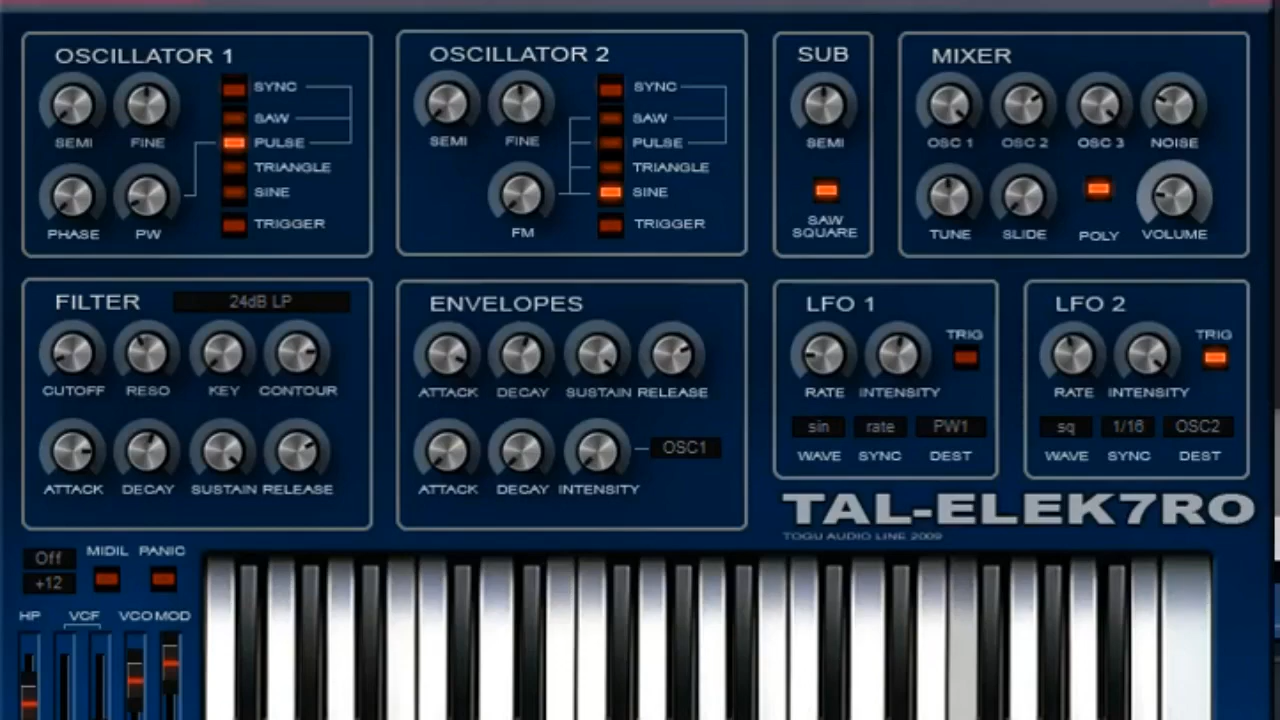 OSCILLATOR 1
SYNC
SAW
PULSE
TRIANGLE
SINE
TRIGGER
SEMI FINE
PHASE PW
OSCILLATOR 2
SYNC
SAW
PULSE
TRIANGLE
SINE
TRIGGER
SEMI FINE
FM
SUB
SEMI
SAW
SQUARE
MIXER
OSC 1 OSC 2 OSC 3 NOISE
TUNE SLIDE POLY VOLUME
FILTER 24dB LP
CUTOFF RESO KEY CONTOUR
ATTACK DECAY SUSTAIN RELEASE
ENVELOPES
ATTACK DECAY SUSTAIN RELEASE
OSC1
ATTACK DECAY INTENSITY
LFO 1
TRIG
RATE INTENSITY
sin rate PW1
WAVE SYNC DEST
LFO 2
TRIG
RATE INTENSITY
sq 1/16 OSC2
WAVE SYNC DEST
TAL-ELEK7RO
TOGU AUDIO LINE 2009
Off MIDIL PANIC
+12
HP VCF VCO MOD